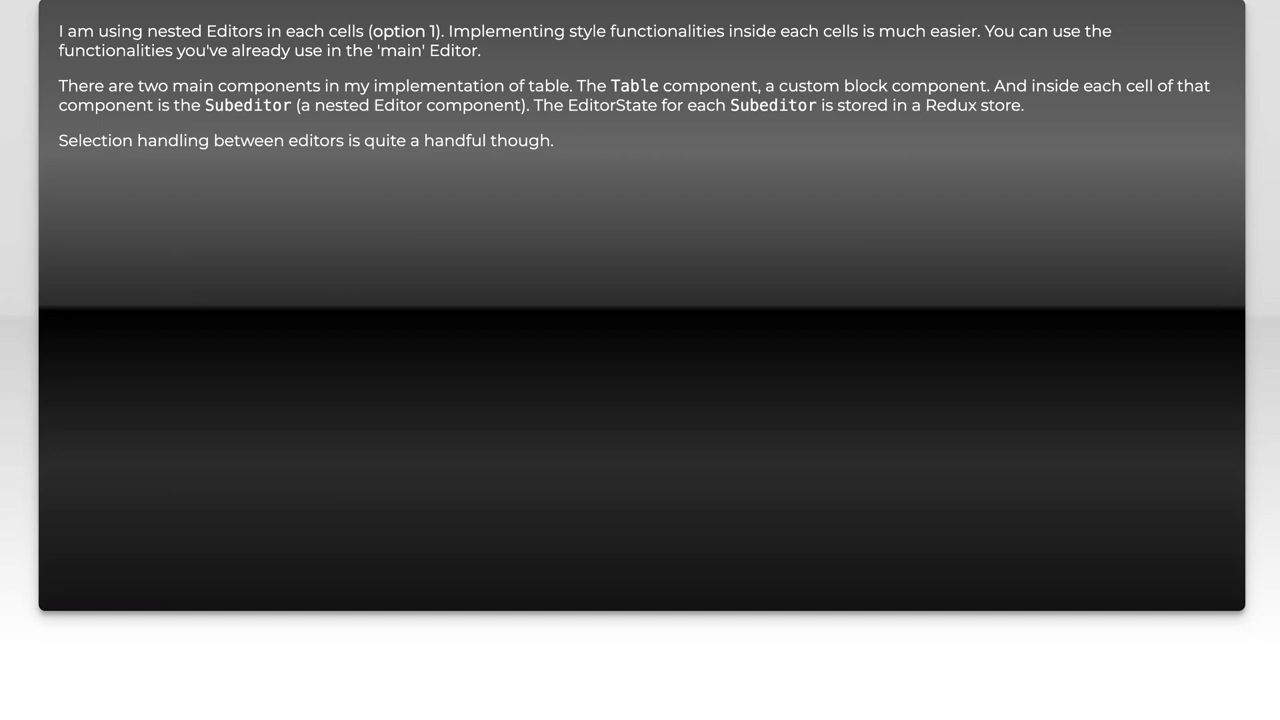 I am using nested Editors in each cells (option 1). Implementing style functionalities inside each cells is much easier. You can use the
functionalities you've already use in the 'main' Editor.
There are two main components in my implementation of table. The Table component, a custom block component. And inside each cell of that
component is the Subeditor (a nested Editor component). The EditorState for each Subeditor is stored in a Redux store.
Selection handling between editors is quite a handful though.